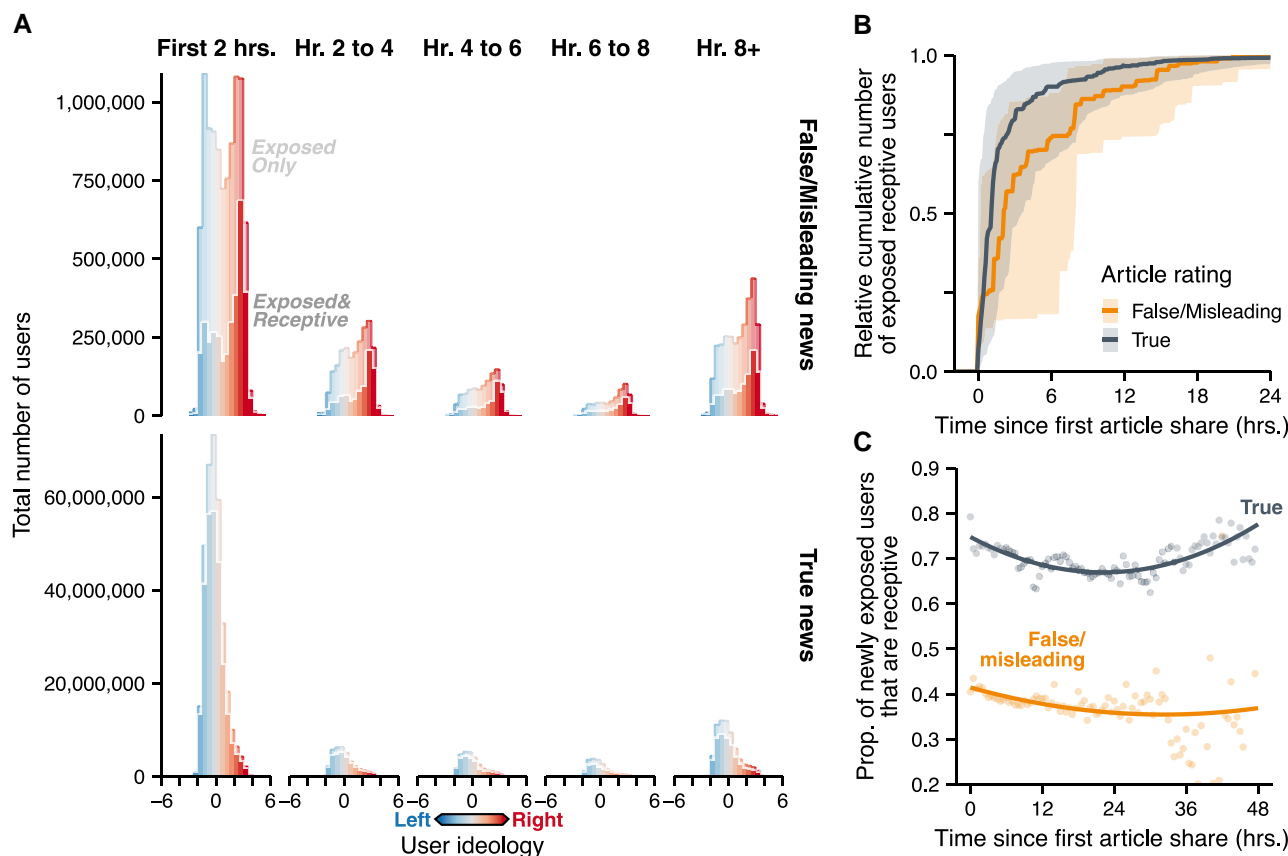 A
First 2 hrs.
Hr. 2 to 4
Hr. 4 to 6
Hr. 6 to 8
Hr. 8+
1,000,000
750,000
500,000
250,000
0
Exposed
Only
Exposed&
Receptive
False/Misleading news
Total number of users
60,000,000
40,000,000
20,000,000
0
True news
−6 0 6
−6 0 6
−6 0 6
−6 0 6
−6 0 6
Left Right
User ideology
B
Relative cumulative number
of exposed receptive users
1.0
0.5
0.0
Article rating
False/Misleading
True
0 6 12 18 24
Time since first article share (hrs.)
C
Prop. of newly exposed users
that are receptive
0.9
0.8
0.7
0.6
0.5
0.4
0.3
0.2
True
False/
misleading
0 12 24 36 48
Time since first article share (hrs.)